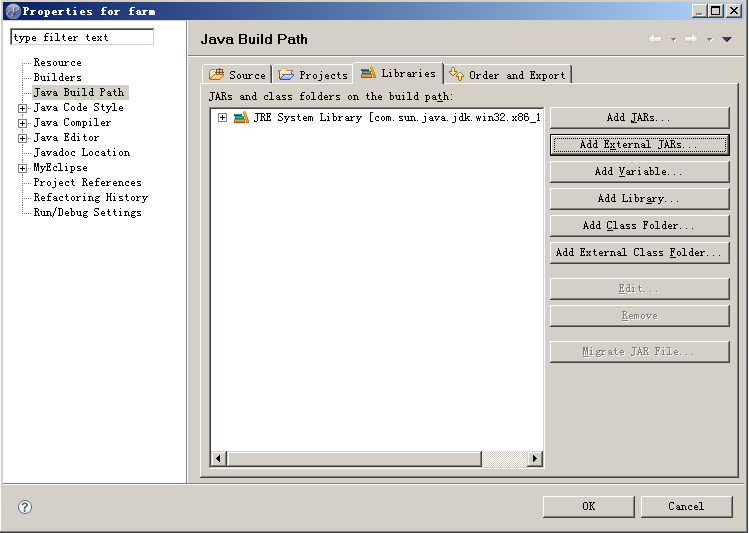 Properties for farm
type filter text
Resource
Builders
Java Build Path
Java Code Style
Java Compiler
Java Editor
Javadoc Location
MyEclipse
Project References
Refactoring History
Run/Debug Settings
Java Build Path
Source Projects Libraries Order and Export
JARs and class folders on the build path:
JRE System Library [com.sun.java.jdk.win32.x86_1
Add JARs...
Add External JARs...
Add Variable...
Add Library...
Add Class Folder...
Add External Class Folder...
Edit...
Remove
Migrate JAR File...
?
OK Cancel